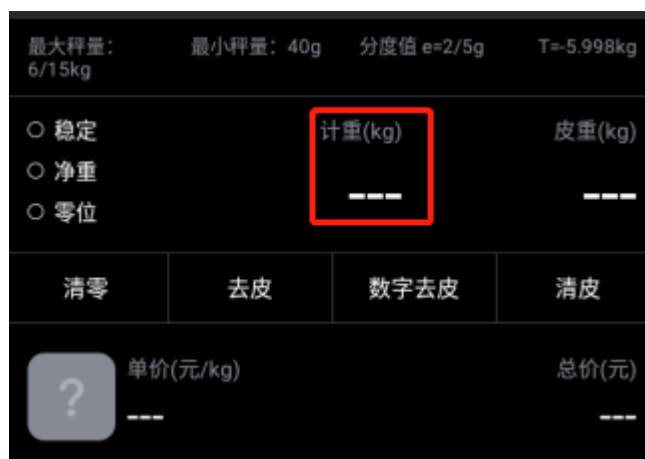 最大秤量： 最小秤量：40g 分度值 e=2/5g T=-5.998kg
6/15kg
稳定 计重(kg) 皮重(kg)
净重
--- ---
零位
清零 去皮 数字去皮 清皮
? 单价(元/kg) 总价(元)
--- ---